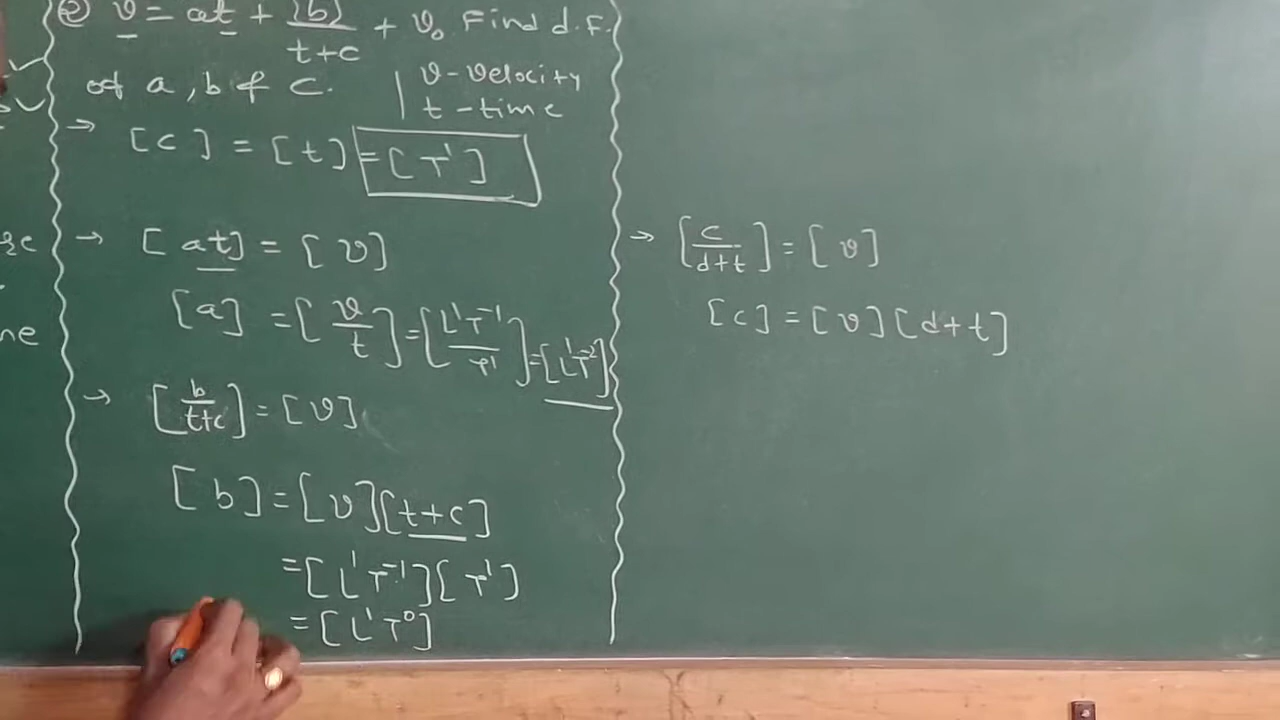 ② v = at + [b]/t+c + v₀ Find d.f.
of a, b & c. | v-velocity
t-time
→ [c] = [t] = [T¹]
→ [at] = [v]
[a] = [v/t] = [L¹T⁻¹/T¹] = [L¹T⁻²]
→ [b/t+c] = [v]
[b] = [v][t+c]
= [L¹T⁻¹][T¹]
= [L¹T⁰]
→ [c/d+t] = [v]
[c] = [v][d+t]